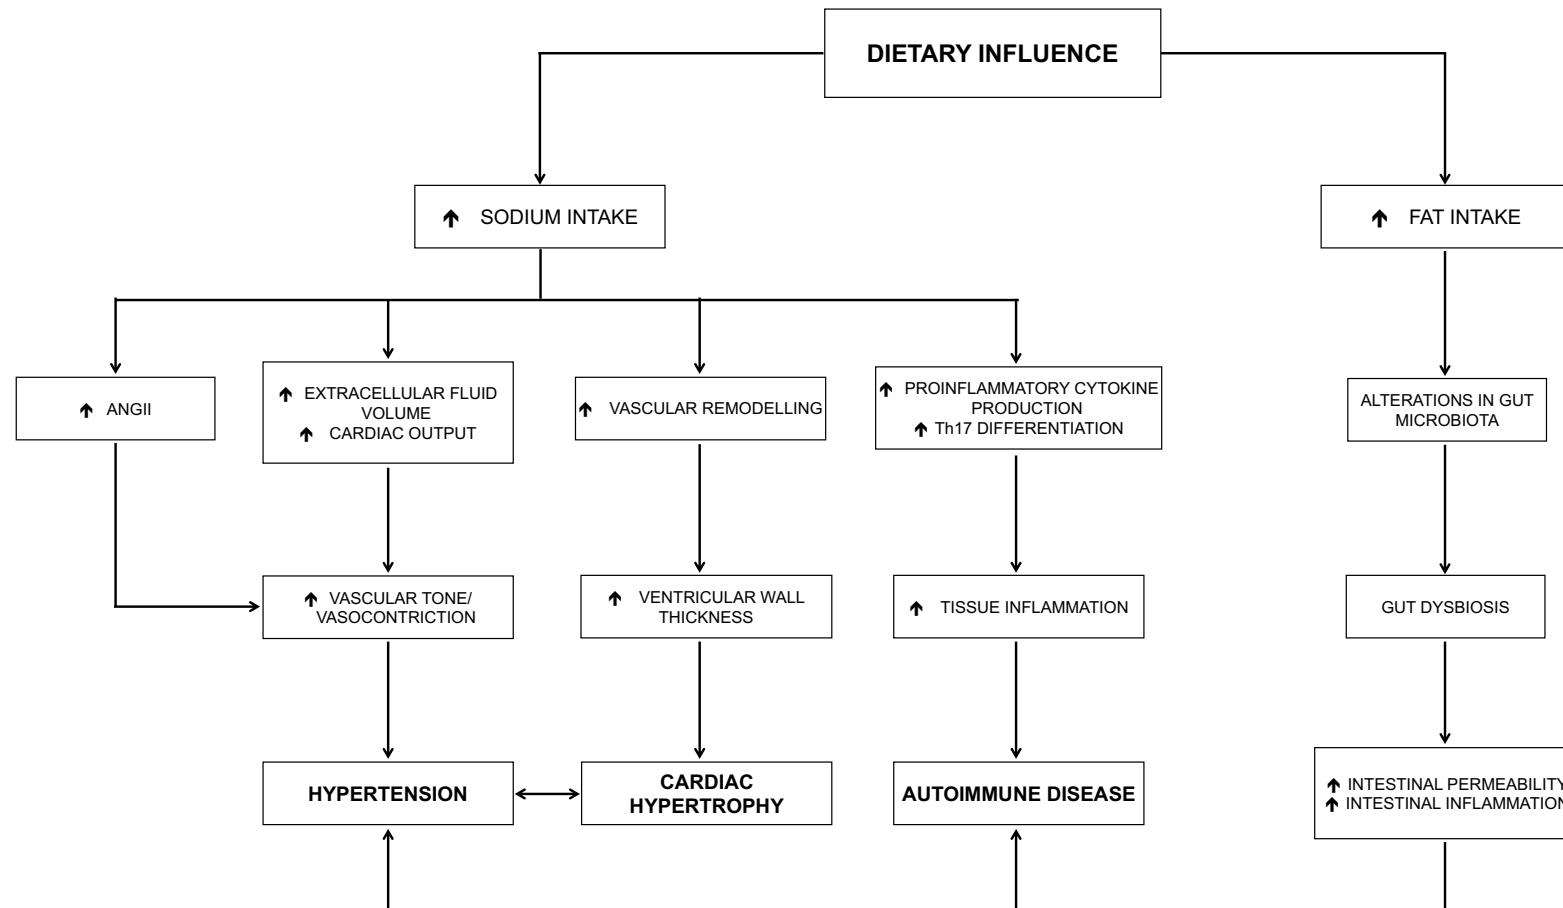 DIETARY INFLUENCE
↑ SODIUM INTAKE
↑ FAT INTAKE
↑ ANGII
↑ EXTRACELLULAR FLUID
VOLUME
↑ CARDIAC OUTPUT
↑ VASCULAR REMODELLING
↑ PROINFLAMMATORY CYTOKINE
PRODUCTION
↑ Th17 DIFFERENTIATION
ALTERATIONS IN GUT
MICROBIOTA
↑ VASCULAR TONE/
VASOCONTRICTION
↑ VENTRICULAR WALL
THICKNESS
↑ TISSUE INFLAMMATION
GUT DYSBIOSIS
HYPERTENSION
CARDIAC
HYPERTROPHY
AUTOIMMUNE DISEASE
↑ INTESTINAL PERMEABILITY
↑ INTESTINAL INFLAMMATION